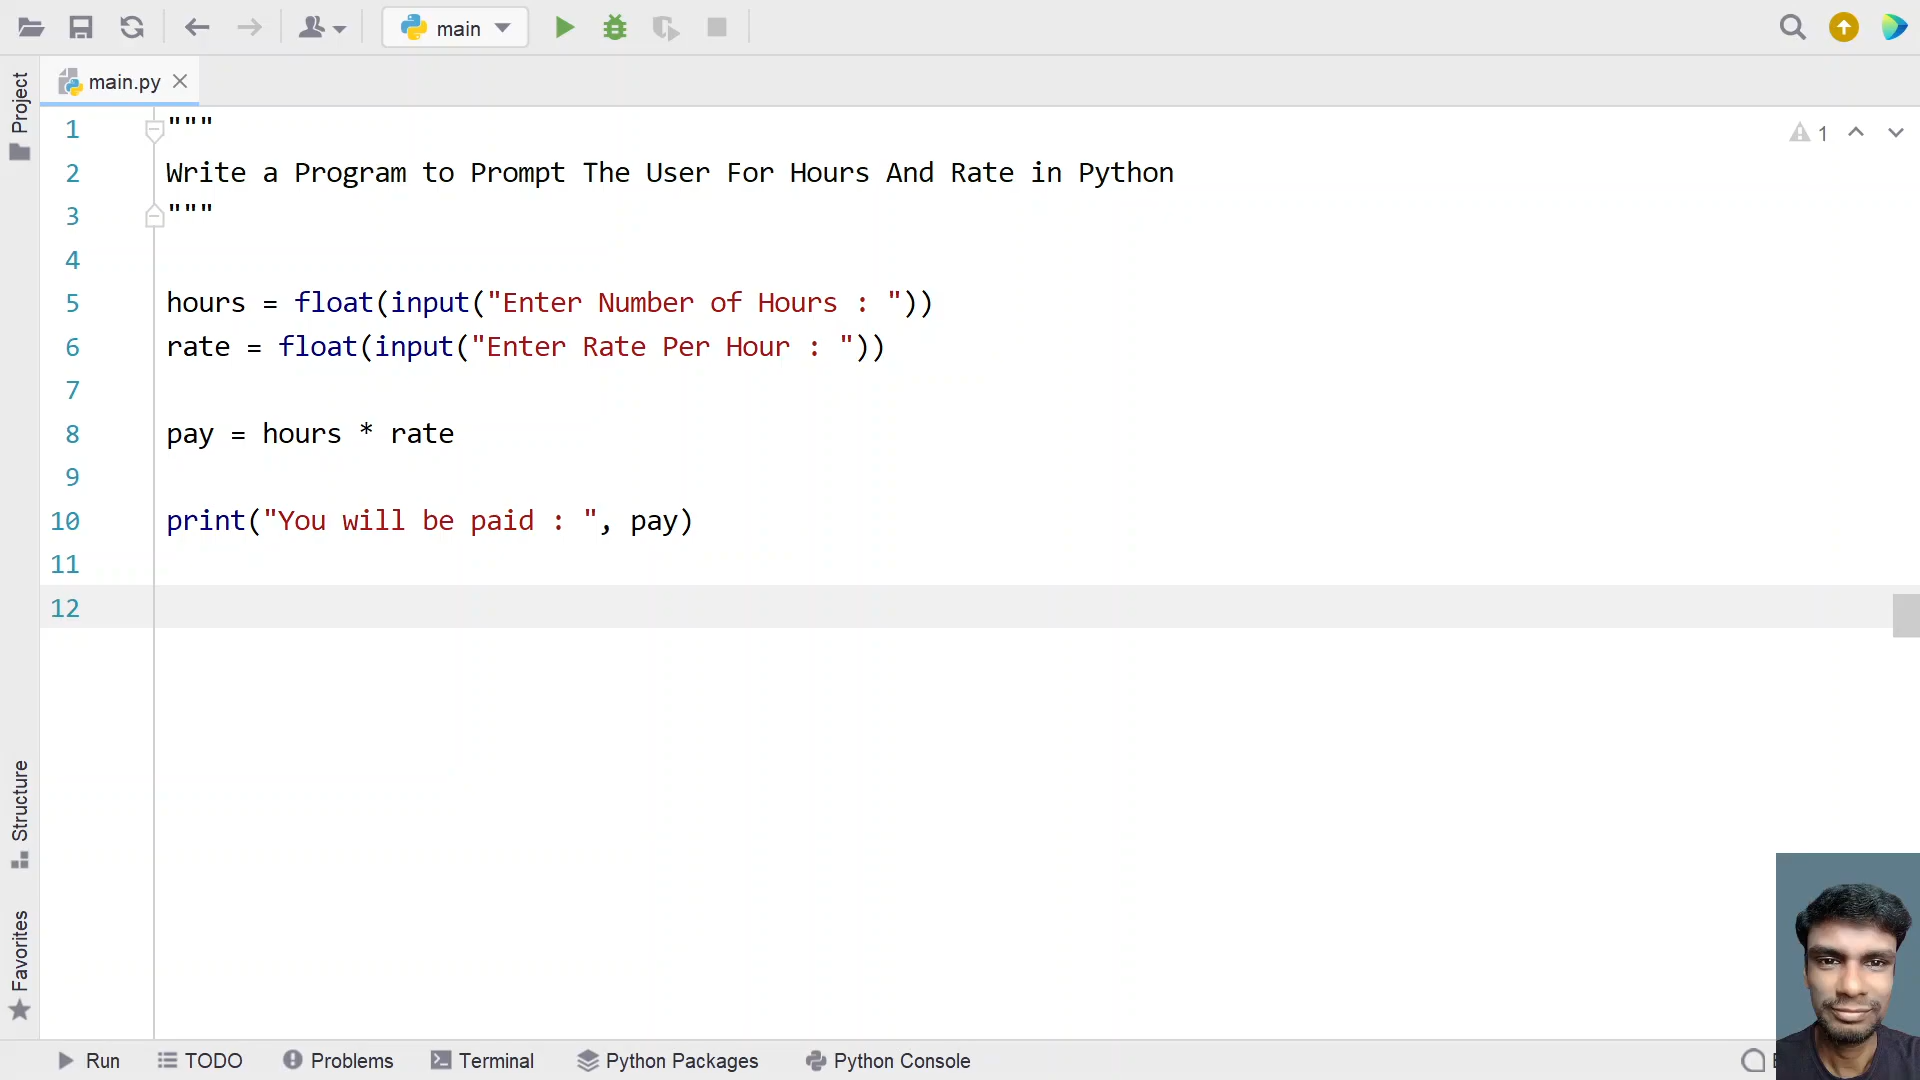 main
Project
main.py
1
1
"""
2
Write a Program to Prompt The User For Hours And Rate in Python
3
"""
4
5
hours = float(input("Enter Number of Hours : "))
6
rate = float(input("Enter Rate Per Hour : "))
7
8
pay = hours * rate
9
10
print("You will be paid : ", pay)
11
12
Structure
Favorites
Run TODO Problems Terminal Python Packages Python Console